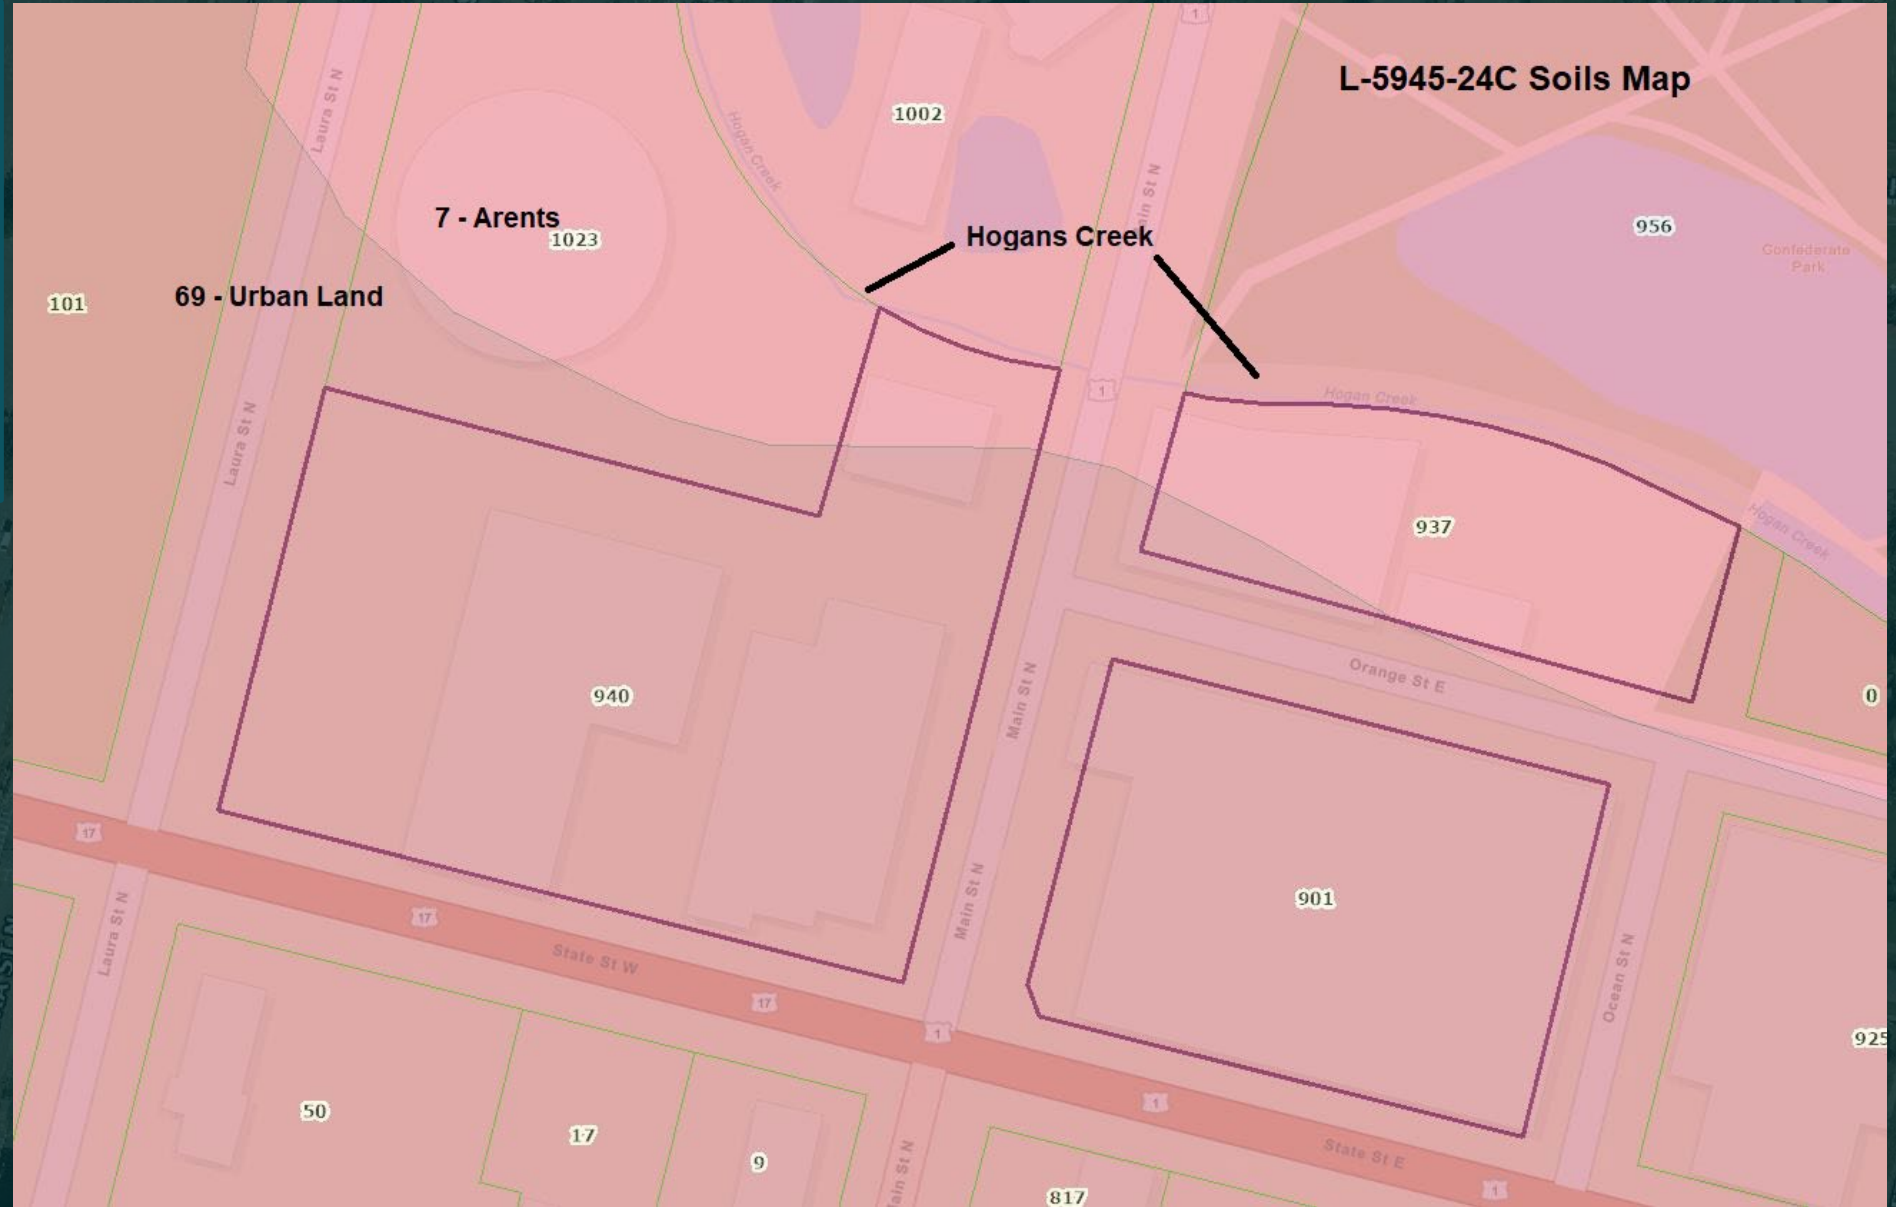 1
L-5945-24C Soils Map
Laura St N
1002
Hogan Creek
Main St N
7 - Arents
1023
Hogans Creek
956
Confederate
Park
101
69 - Urban Land
1
Hogan Creek
Laura St N
937
Hogan Creek
Orange St E
940
Main St N
0
17
Laura St N
17
State St W
Main St N
901
Ocean St N
17
1
925
1
50
17
9
State St E
1
817